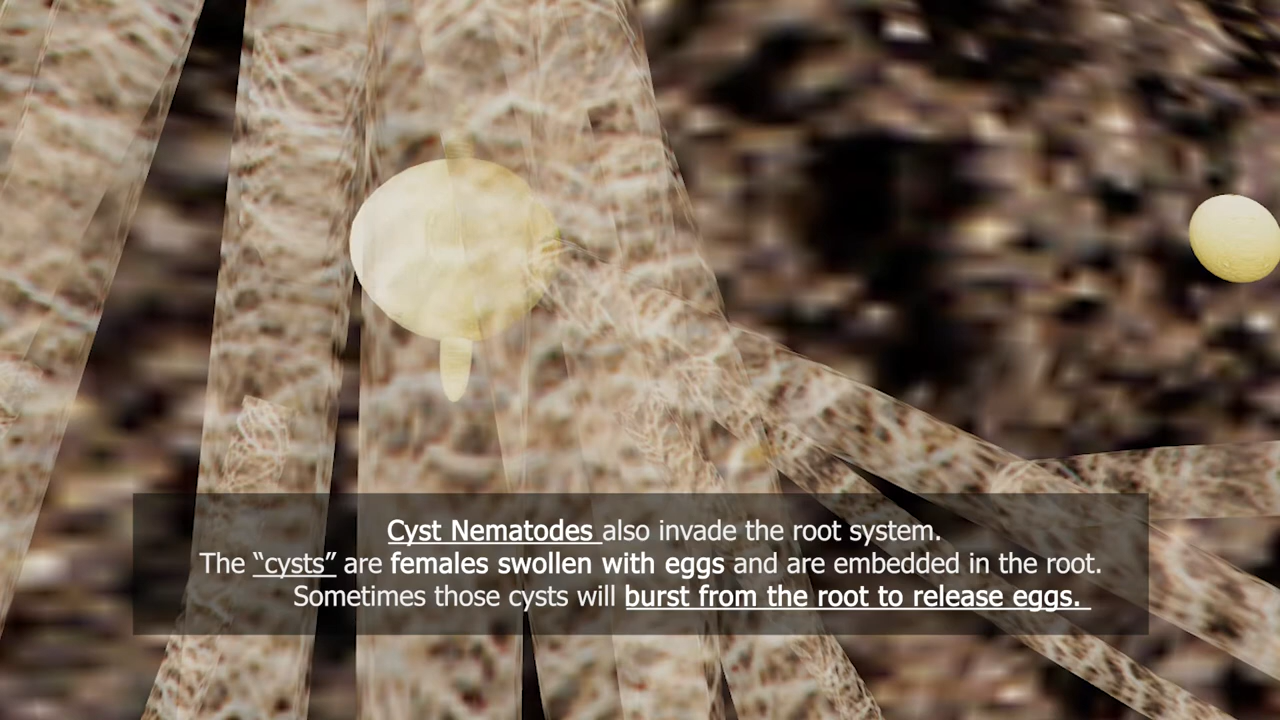 Cyst Nematodes also invade the root system.
The “cysts” are females swollen with eggs and are embedded in the root.
Sometimes those cysts will burst from the root to release eggs.